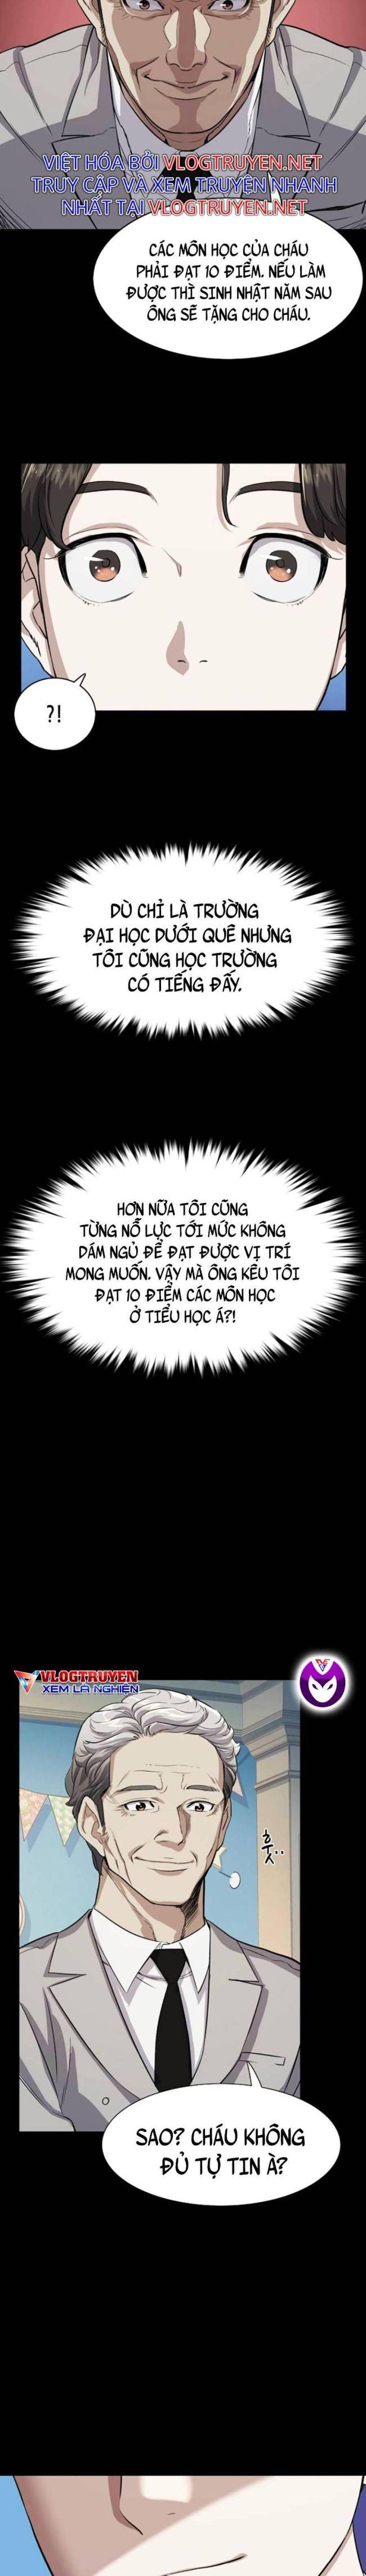 VIỆT HÓA BỞI VLOGTRUYEN.NET
TRUY CẬP VÀ XEM TRUYỆN NHANH
NHẤT TẠI VLOGTRUYEN.NET
CÁC MÔN HỌC CỦA CHÁU
PHẢI ĐẠT 10 ĐIỂM. NẾU LÀM
ĐƯỢC THÌ SINH NHẬT NĂM SAU
ÔNG SẼ TẶNG CHO CHÁU.
?!
DÙ CHỈ LÀ TRƯỜNG
ĐẠI HỌC DƯỚI QUÊ NHƯNG
TÔI CŨNG HỌC TRƯỜNG
CÓ TIẾNG ĐẤY.
HƠN NỮA TÔI CŨNG
TỪNG NỖ LỰC TỚI MỨC KHÔNG
DÁM NGỦ ĐỂ ĐẠT ĐƯỢC VỊ TRÍ
MONG MUỐN. VẬY MÀ ÔNG KÊU TÔI
ĐẠT 10 ĐIỂM CÁC MÔN HỌC
Ở TIỂU HỌC Á?!
VLOGTRUYEN
XEM LÀ NGHIỆN
훗..
SAO? CHÁU KHÔNG
ĐỦ TỰ TIN À?